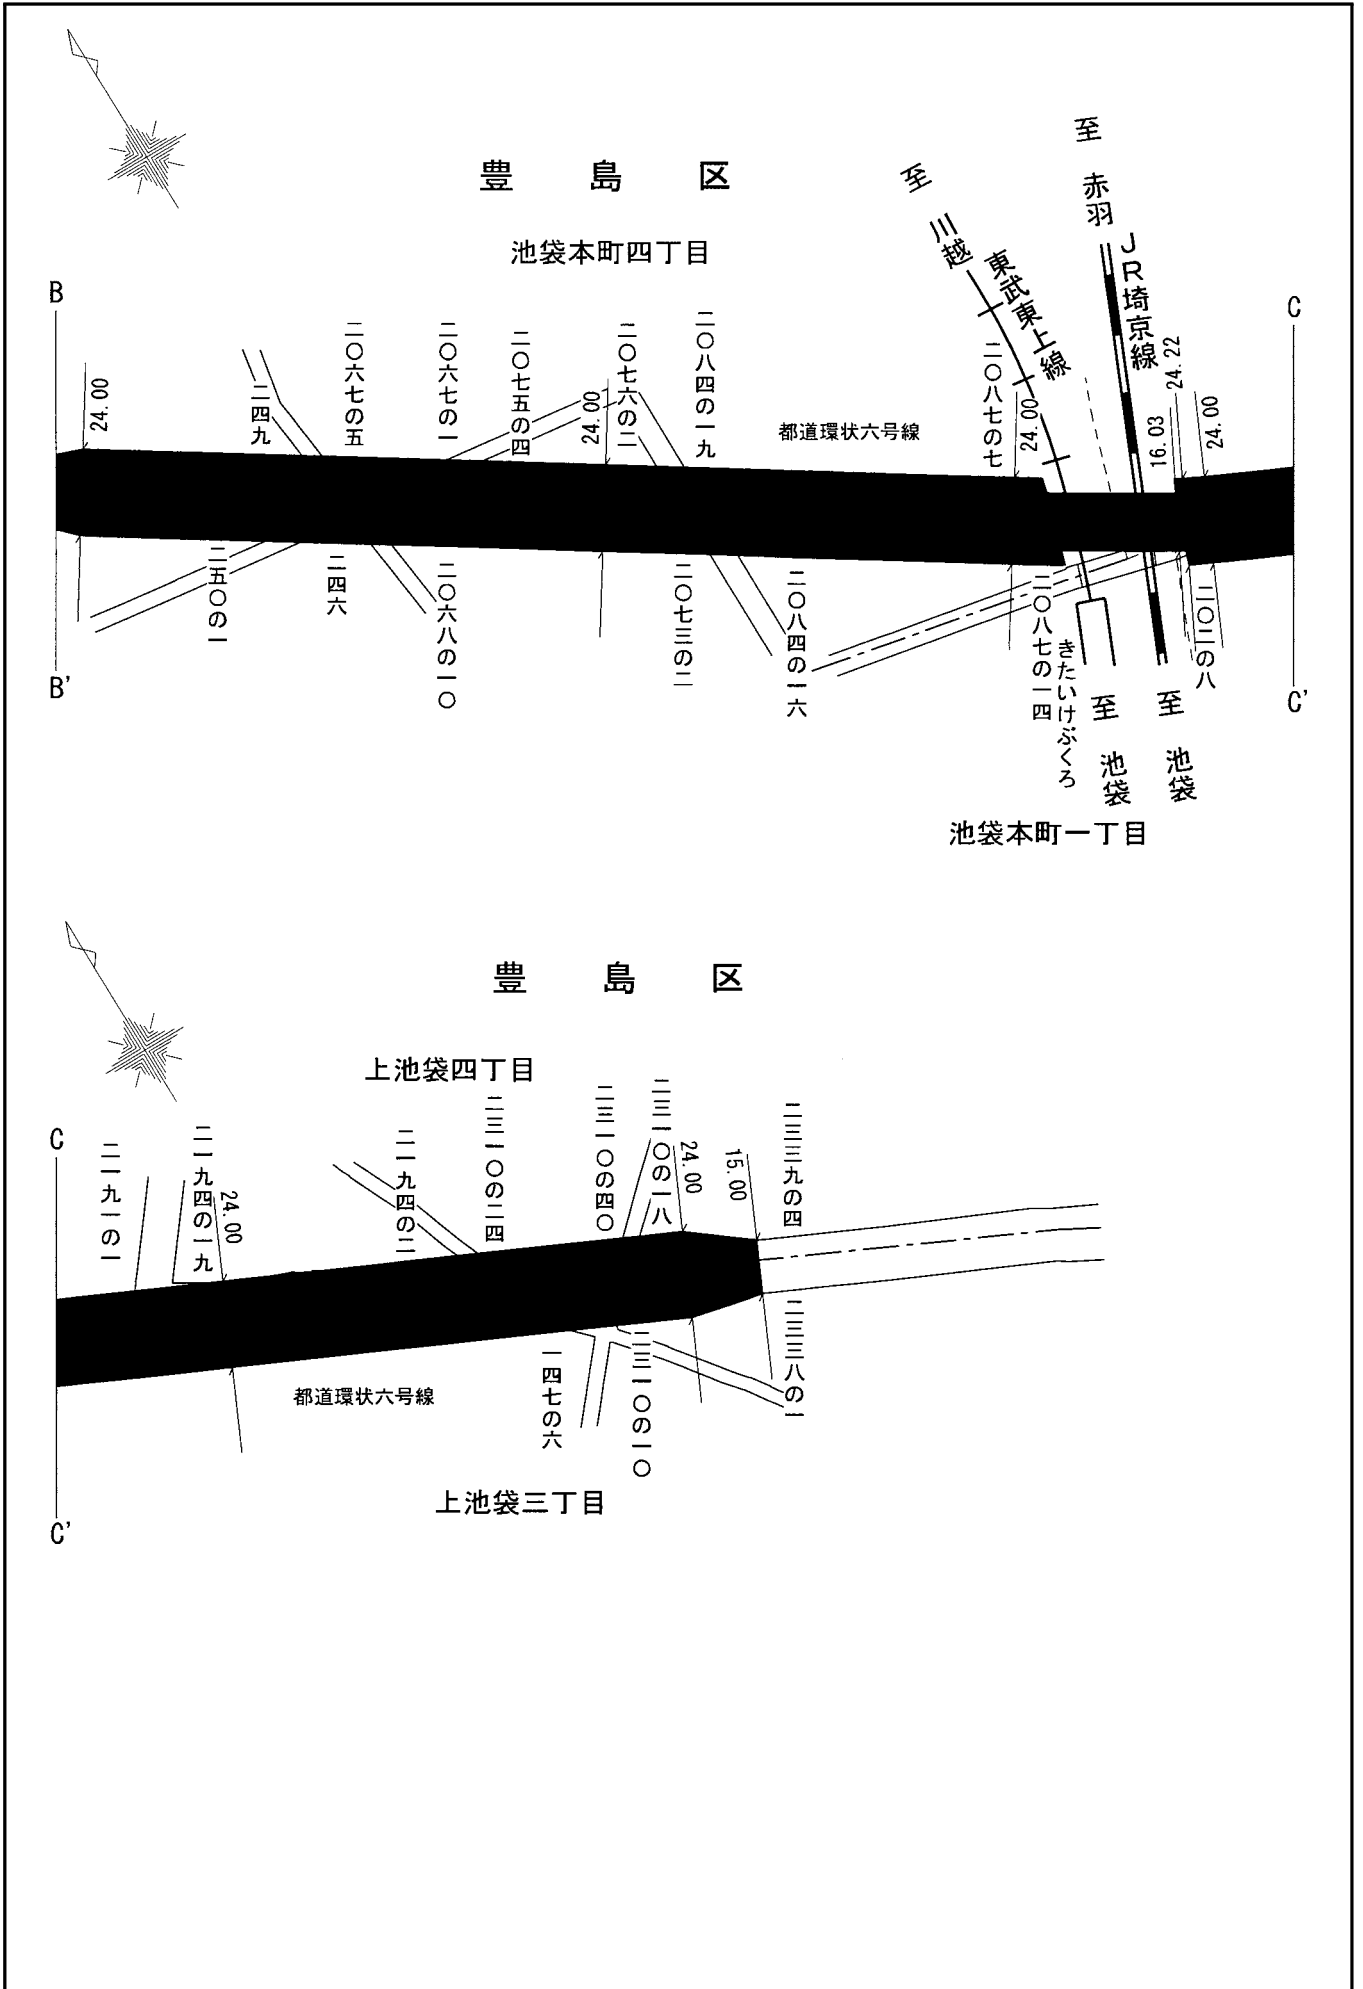 豊島区
池袋本町四丁目
至 川越
東武東上線
至 赤羽
JR埼京線
B
C
24.00
二四九
二〇六七の五
二〇六七の一
二〇七五の四
24.00
二〇七六の二
二〇八四の一九
都道環状六号線
二〇八七の七
24.00
16.03
24.22
24.00
二五〇の一
二四六
二〇六八の一〇
二〇七三の二
二〇八四の一六
二〇八七の一四
きたいけぶくろ
至 池袋
至 池袋
二〇二の八
B'
C'
池袋本町一丁目
豊島区
上池袋四丁目
C
二一九一の一
二一九四の一九
24.00
二一九四の二
二三一〇の二四
二三一〇の四〇
二三一〇の一八
24.00
15.00
二三三九の四
都道環状六号線
一四七の六
二三一〇の一〇
二三三八の一
上池袋三丁目
C'